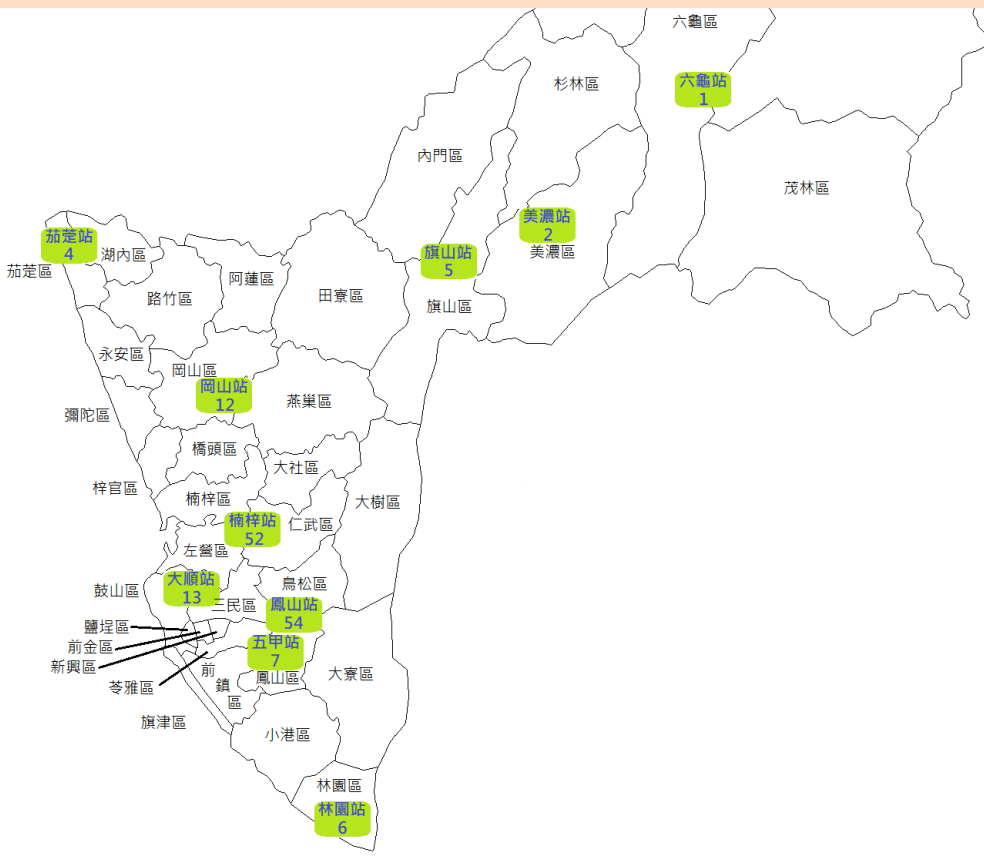 六龜區
六龜站
1
杉林區
內門區
茂林區
美濃站
2
美濃區
茄萣站
4
湖內區
茄萣區
旗山站
5
旗山區
阿蓮區
路竹區
田寮區
永安區
岡山區
岡山站
12
燕巢區
彌陀區
橋頭區
大社區
梓官區
楠梓區
大樹區
楠梓站
52
仁武區
左營區
鳥松區
大順站
13
鼓山區
三民區
鳳山站
54
鹽埕區
前金區
新興區
苓雅區
五甲站
7
鳳山區
前
鎮
區
大寮區
旗津區
小港區
林園區
林園站
6